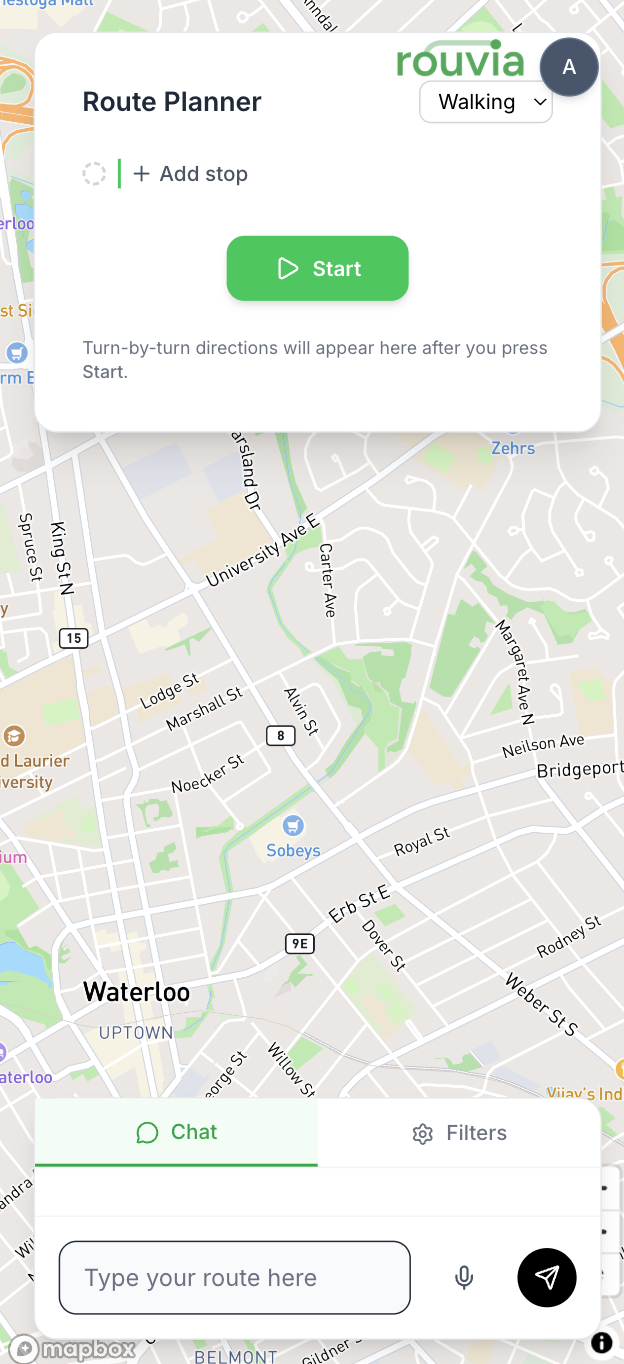 rouvia
A
Route Planner
Walking
+ Add stop
Start
Turn-by-turn directions will appear here after you press
Start.
Zehrs
University Ave E
Carter Ave
Spruce St
King St N
15
Margaret Ave N
Lodge St
Marshall St
Alvin St
8
Neilson Ave
Bridgeport
Noecker St
Sobeys
Royal St
Erb St E
9E
Dover St
Rodney St
Waterloo
UPTOWN
Weber St S
Willow St
Chat
Filters
Type your route here
mapbox
BELMONT